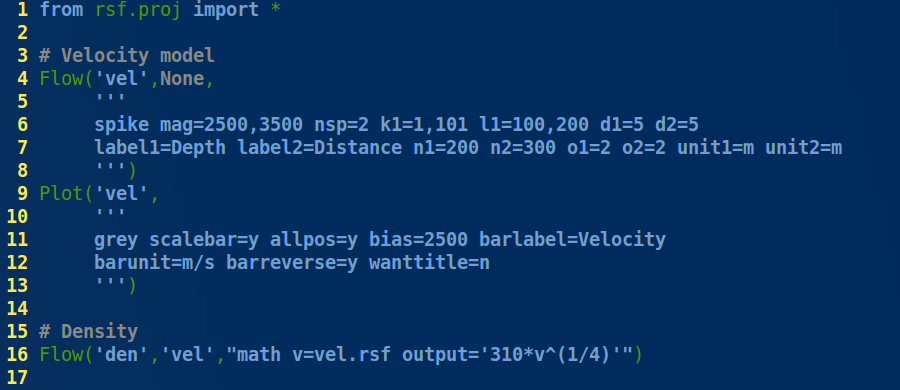 1 from rsf.proj import *
2
3 # Velocity model
4 Flow('vel',None,
5      '''
6      spike mag=2500,3500 nsp=2 k1=1,101 l1=100,200 d1=5 d2=5
7      label1=Depth label2=Distance n1=200 n2=300 o1=2 o2=2 unit1=m unit2=m
8      ''')
9 Plot('vel',
10      '''
11      grey scalebar=y allpos=y bias=2500 barlabel=Velocity
12      barunit=m/s barreverse=y wanttitle=n
13      ''')
14
15 # Density
16 Flow('den','vel',"math v=vel.rsf output='310*v^(1/4)'")
17